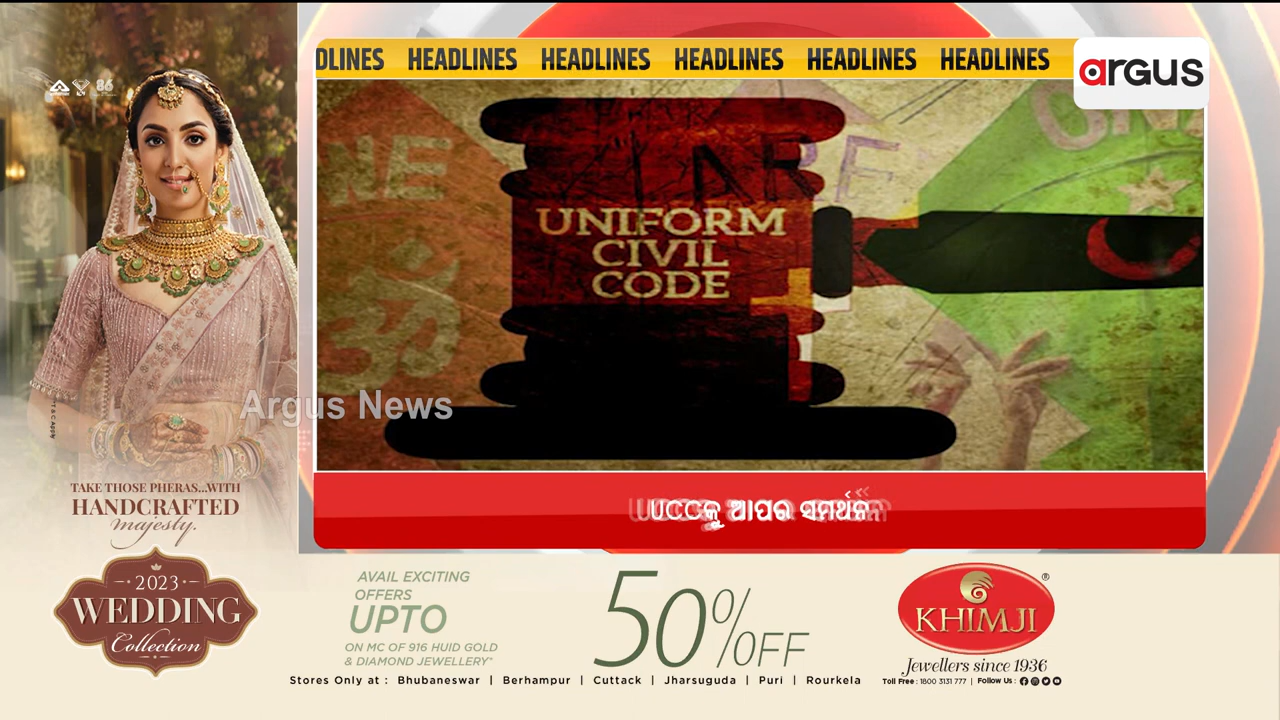 DLINES HEADLINES HEADLINES HEADLINES HEADLINES HEADLINES
argus
86
UNIFORM
CIVIL
CODE
Argus News
T & C Apply
UCCକୁ ଆପର ସମର୍ଥନ
TAKE THOSE PHERAS...WITH
HANDCRAFTED
majesty.
2023
WEDDING
Collection
AVAIL EXCITING
OFFERS
UPTO
ON MC OF 916 HUID GOLD
& DIAMOND JEWELLERY*
50% OFF
KHIMJI ®
Jewellers since 1936
Stores Only at : Bhubaneswar | Berhampur | Cuttack | Jharsuguda | Puri | Rourkela
Toll Free : 1800 3131 777 | Follow Us :